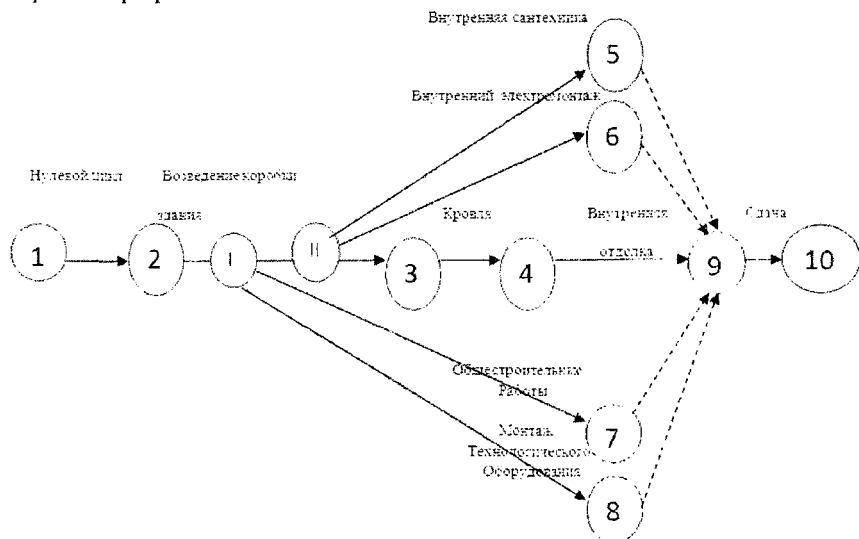 Внутренняя сантехника
5
Внутренний электромонтаж
6
Нулевой цикл
Возведение коробки
здания
Кровля
Внутренняя
отделка
Сдача
1
2
I
II
3
4
9
10
Общестроительные
Работы
7
Монтаж
Технологического
Оборудования
8